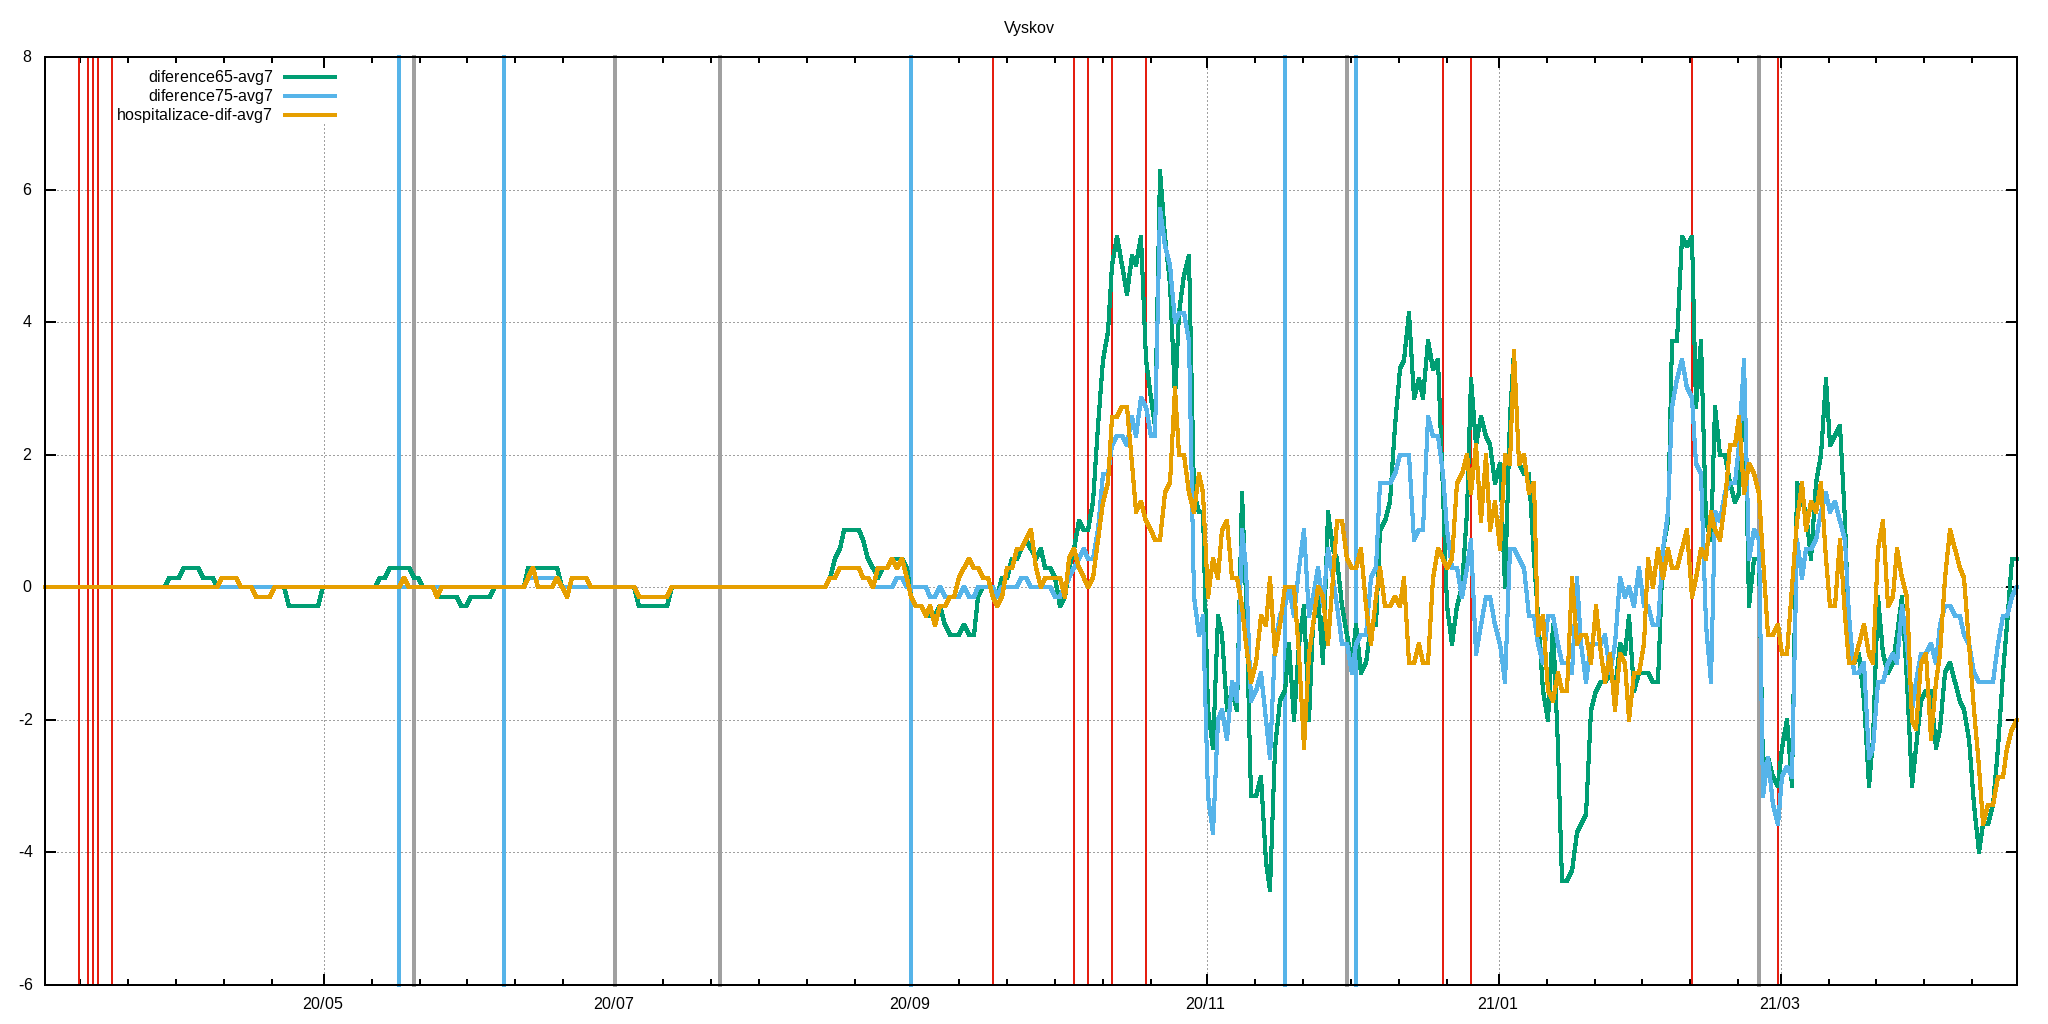 Vyskov
8
diference65-avg7
diference75-avg7
hospitalizace-dif-avg7
6
4
2
0
-2
-4
-6
20/05 20/07 20/09 20/11 21/01 21/03